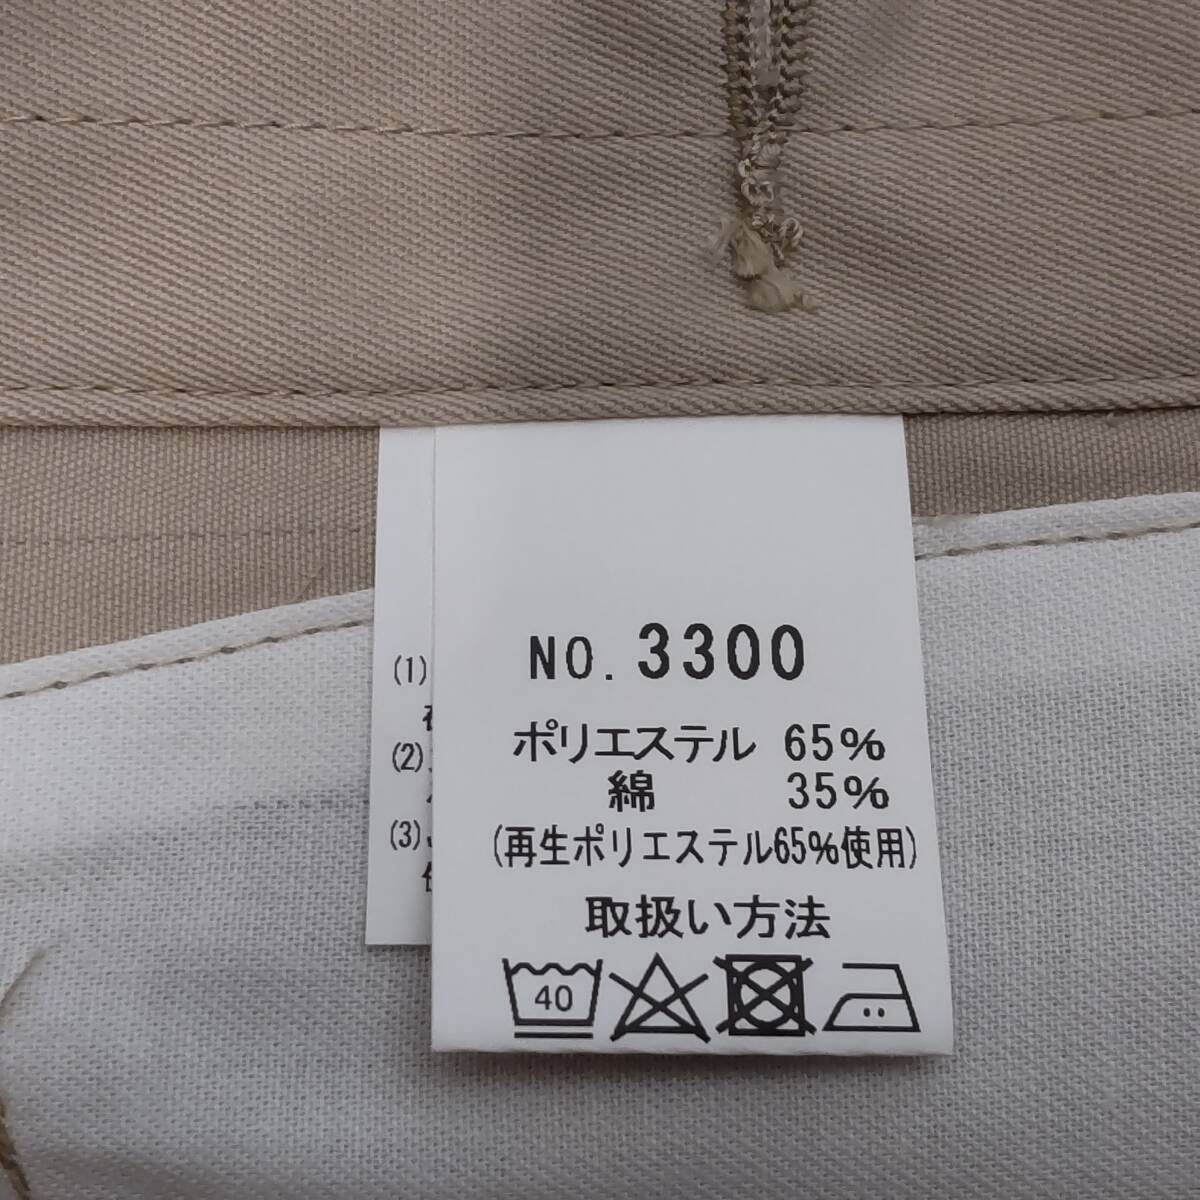 NO. 3300
ポリエステル 65%
綿 35%
(再生ポリエステル65%使用)
取扱い方法
40
(1)
(2)
(3)